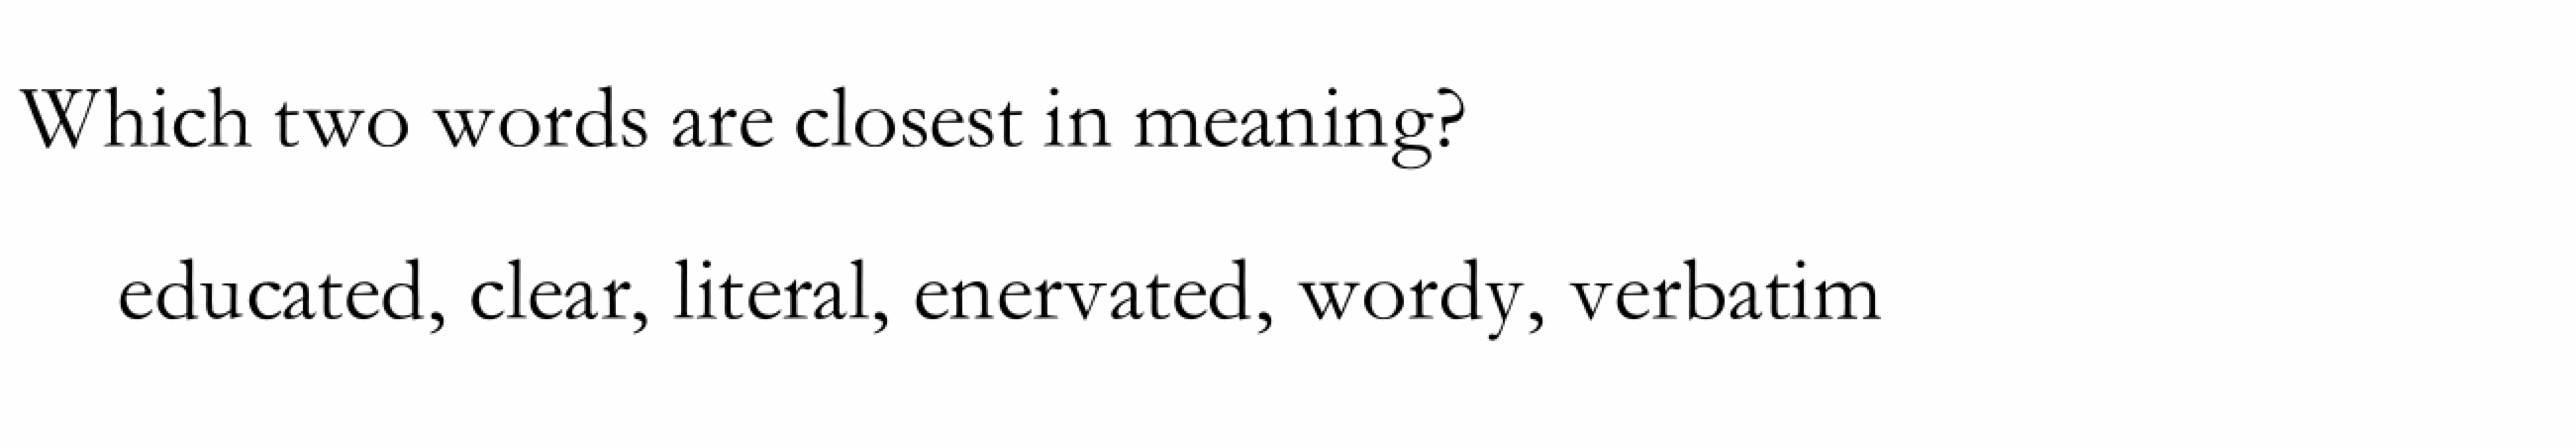 Which two words are closest in meaning?
educated, clear, literal, enervated, wordy, verbatim